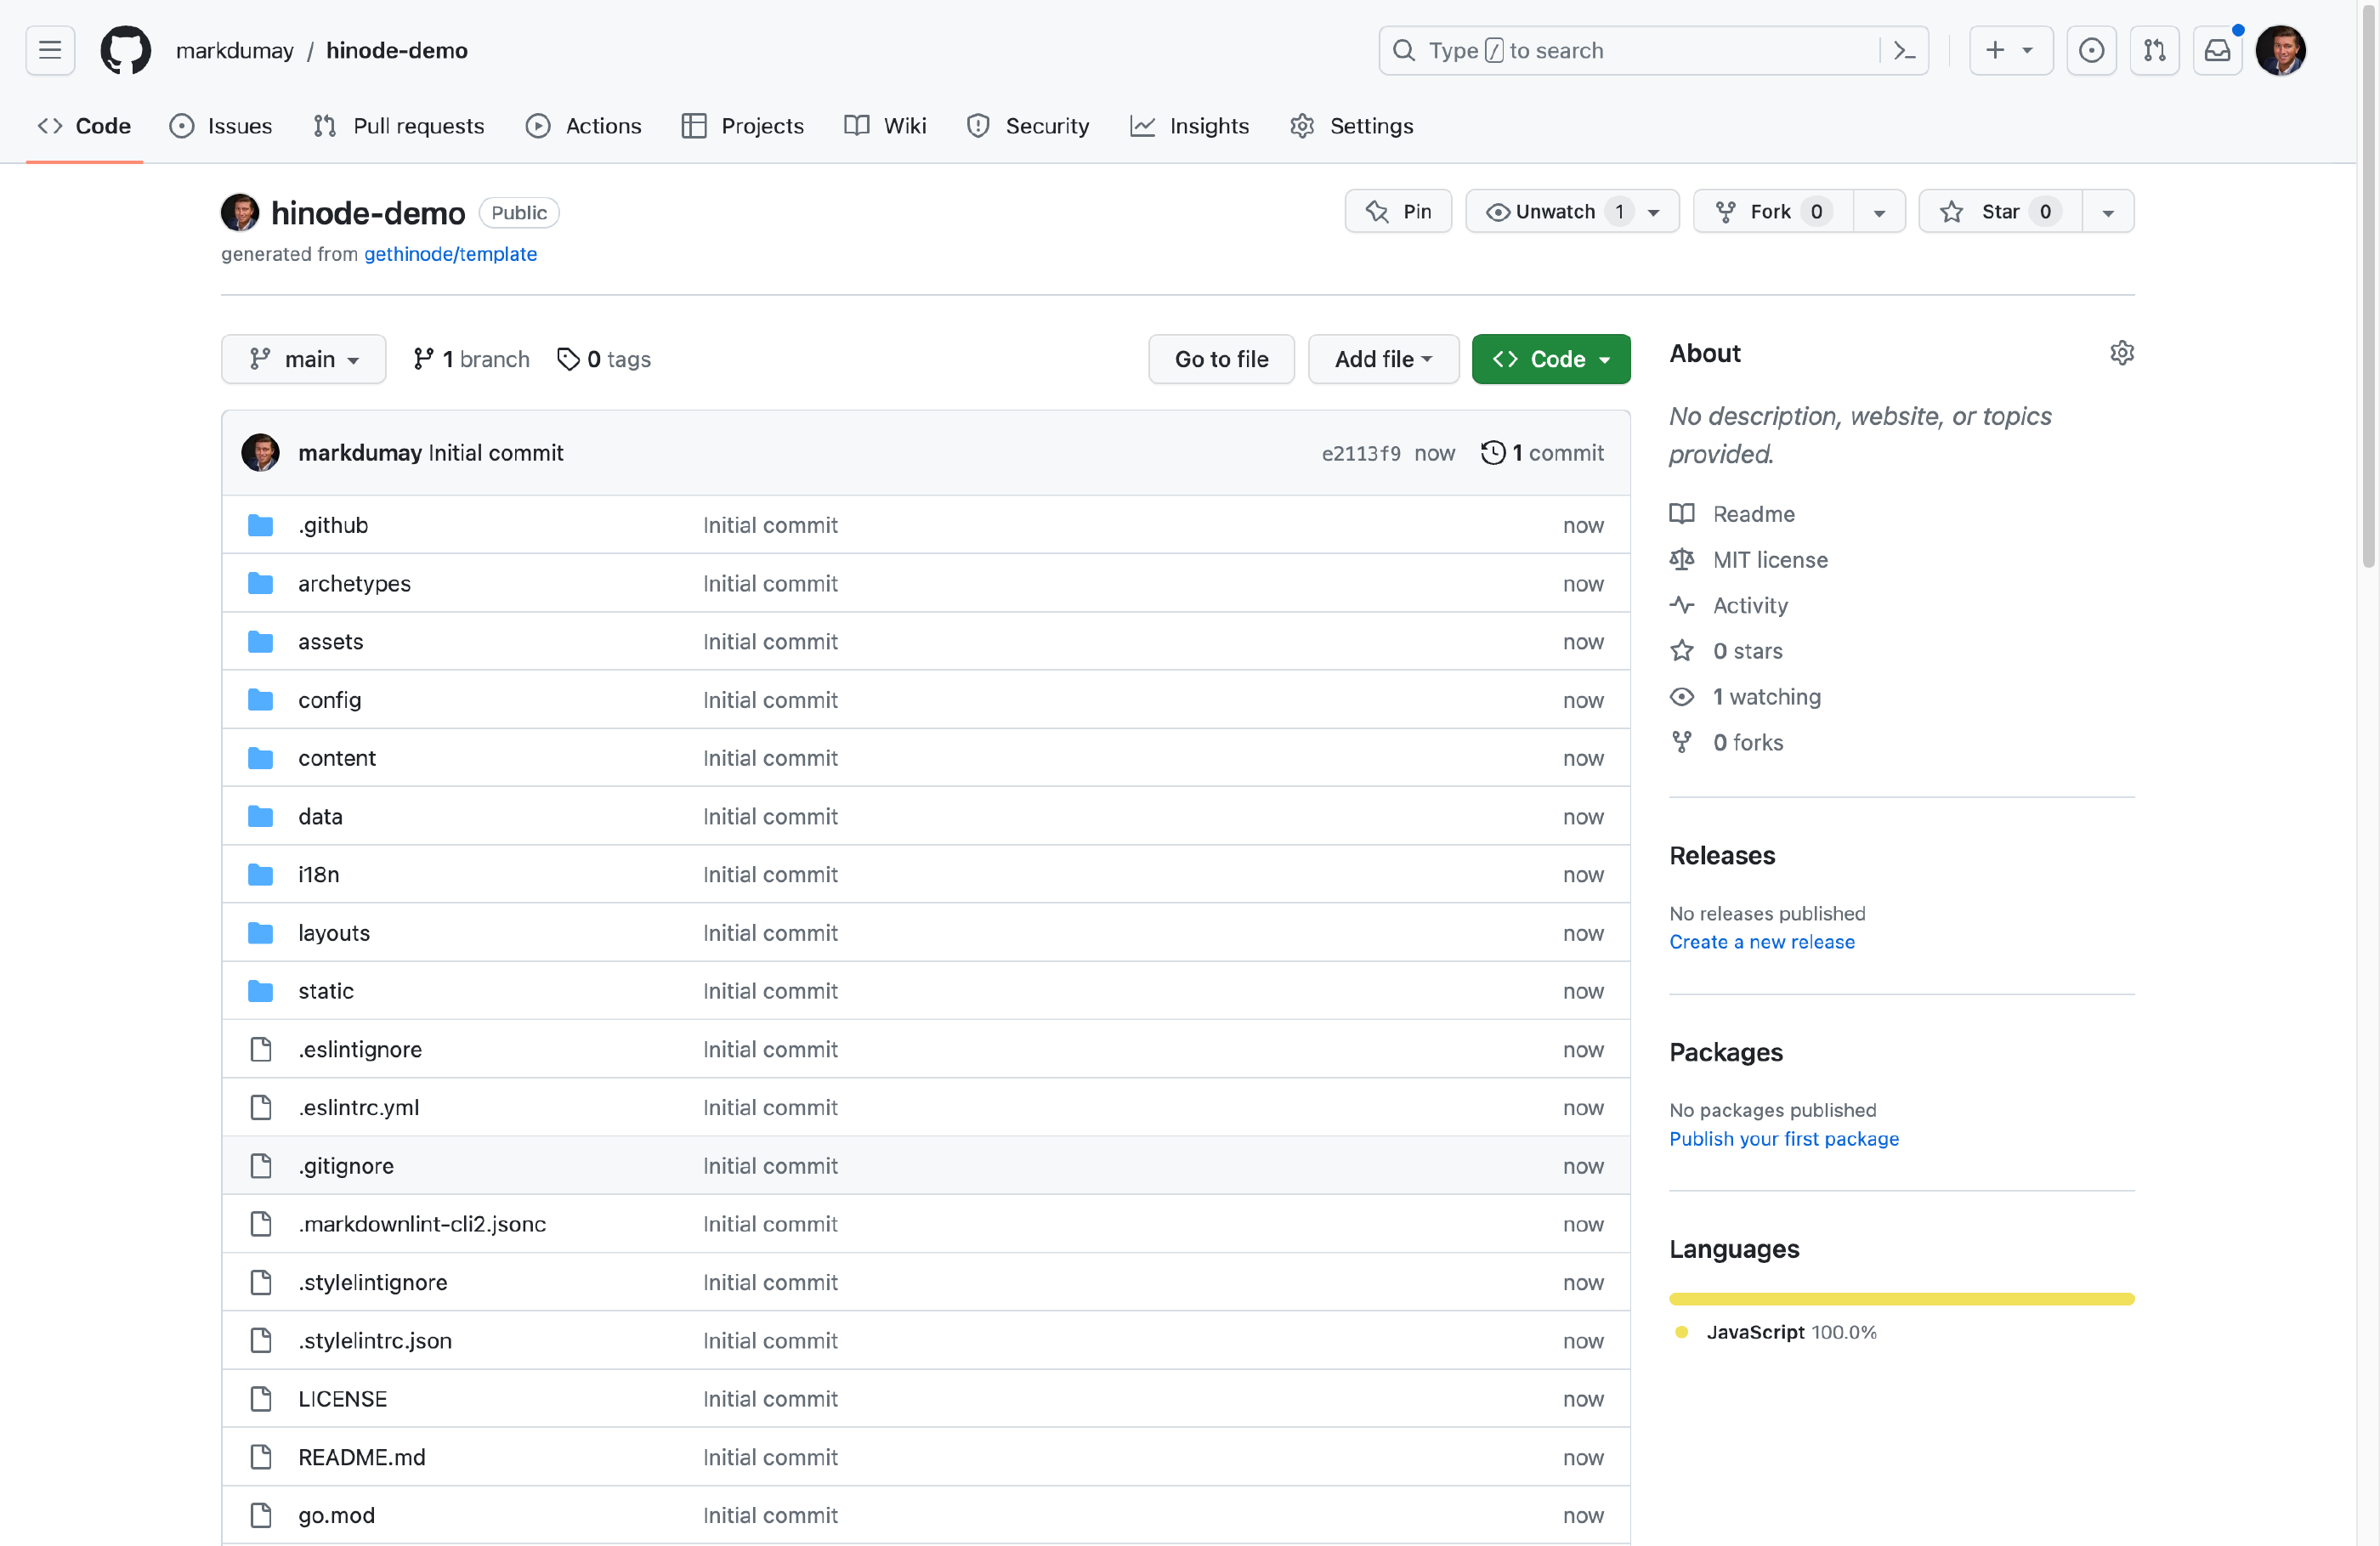 markdumay / hinode-demo
Type / to search
Code Issues Pull requests Actions Projects Wiki Security Insights Settings
hinode-demo Public
Pin Unwatch 1 Fork 0 Star 0
generated from gethinode/template
main 1 branch 0 tags Go to file Add file Code
markdumay Initial commit e2113f9 now 1 commit
.github Initial commit now
archetypes Initial commit now
assets Initial commit now
config Initial commit now
content Initial commit now
data Initial commit now
i18n Initial commit now
layouts Initial commit now
static Initial commit now
.eslintignore Initial commit now
.eslintrc.yml Initial commit now
.gitignore Initial commit now
.markdownlint-cli2.jsonc Initial commit now
.stylelintignore Initial commit now
.stylelintrc.json Initial commit now
LICENSE Initial commit now
README.md Initial commit now
go.mod Initial commit now
About
No description, website, or topics
provided.
Readme
MIT license
Activity
0 stars
1 watching
0 forks
Releases
No releases published
Create a new release
Packages
No packages published
Publish your first package
Languages
JavaScript 100.0%